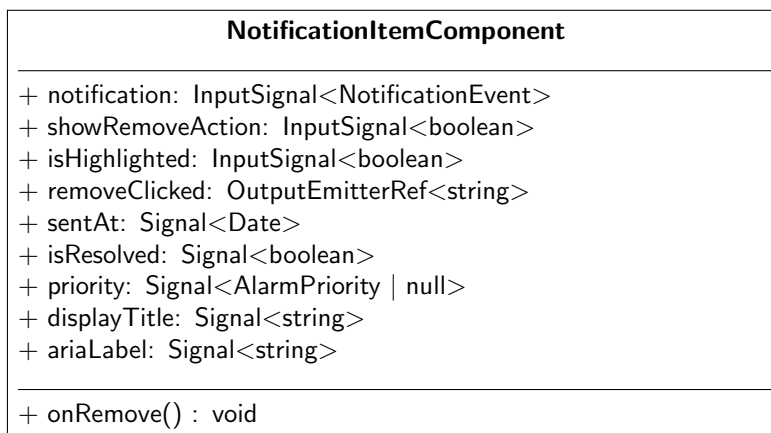 NotificationItemComponent
+ notification: InputSignal<NotificationEvent>
+ showRemoveAction: InputSignal<boolean>
+ isHighlighted: InputSignal<boolean>
+ removeClicked: OutputEmitterRef<string>
+ sentAt: Signal<Date>
+ isResolved: Signal<boolean>
+ priority: Signal<AlarmPriority | null>
+ displayTitle: Signal<string>
+ ariaLabel: Signal<string>
+ onRemove() : void